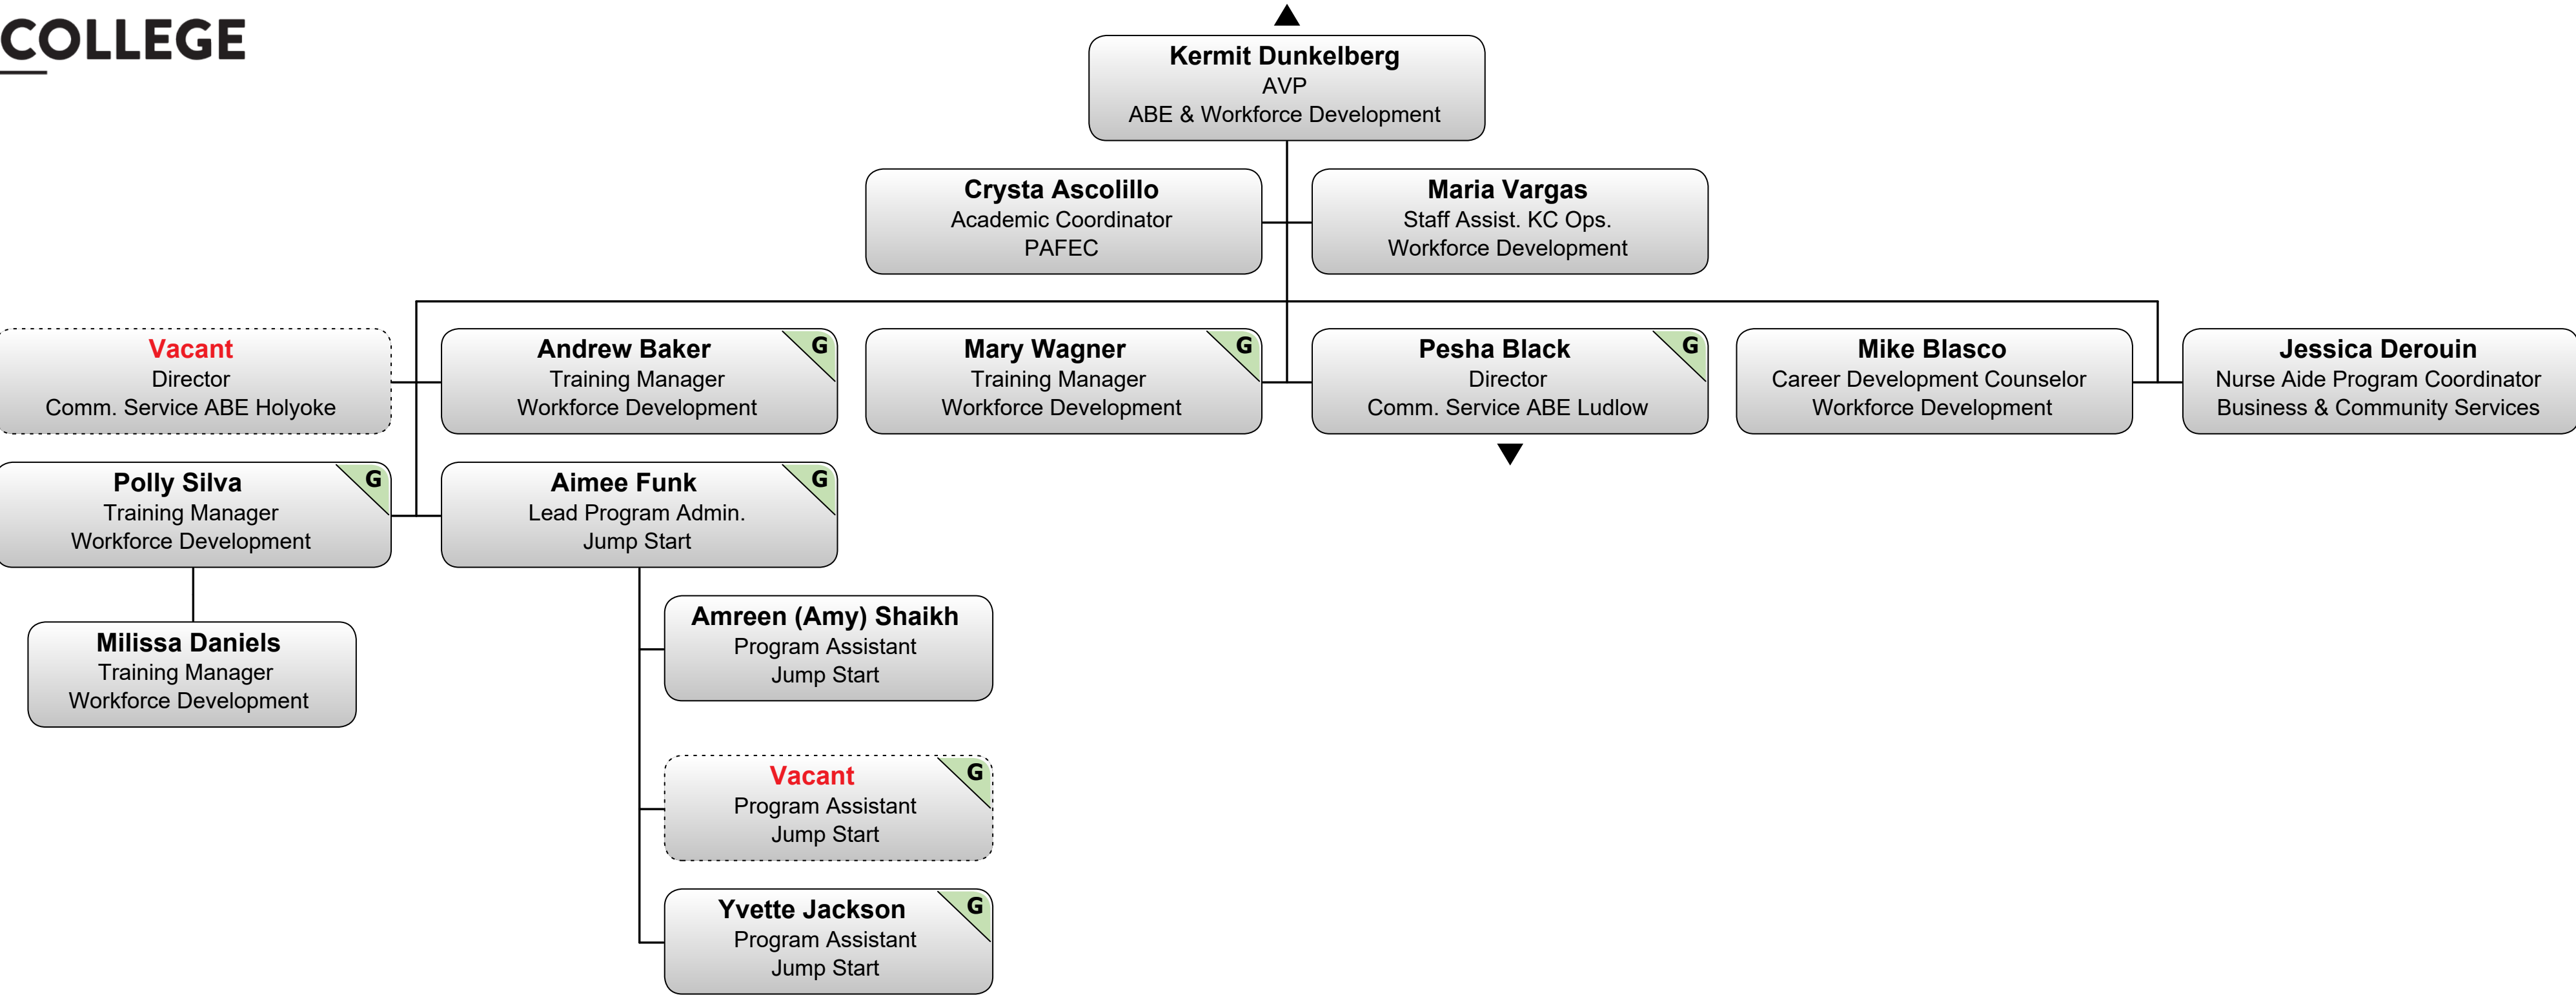 COLLEGE
Kermit Dunkelberg
AVP
ABE & Workforce Development
Crysta Ascolillo
Academic Coordinator
PAFEC
Maria Vargas
Staff Assist. KC Ops.
Workforce Development
Vacant
Director
Comm. Service ABE Holyoke
G
Andrew Baker
Training Manager
Workforce Development
G
Mary Wagner
Training Manager
Workforce Development
G
Pesha Black
Director
Comm. Service ABE Ludlow
Mike Blasco
Career Development Counselor
Workforce Development
Jessica Derouin
Nurse Aide Program Coordinator
Business & Community Services
G
Polly Silva
Training Manager
Workforce Development
G
Aimee Funk
Lead Program Admin.
Jump Start
Milissa Daniels
Training Manager
Workforce Development
Amreen (Amy) Shaikh
Program Assistant
Jump Start
G
Vacant
Program Assistant
Jump Start
G
Yvette Jackson
Program Assistant
Jump Start